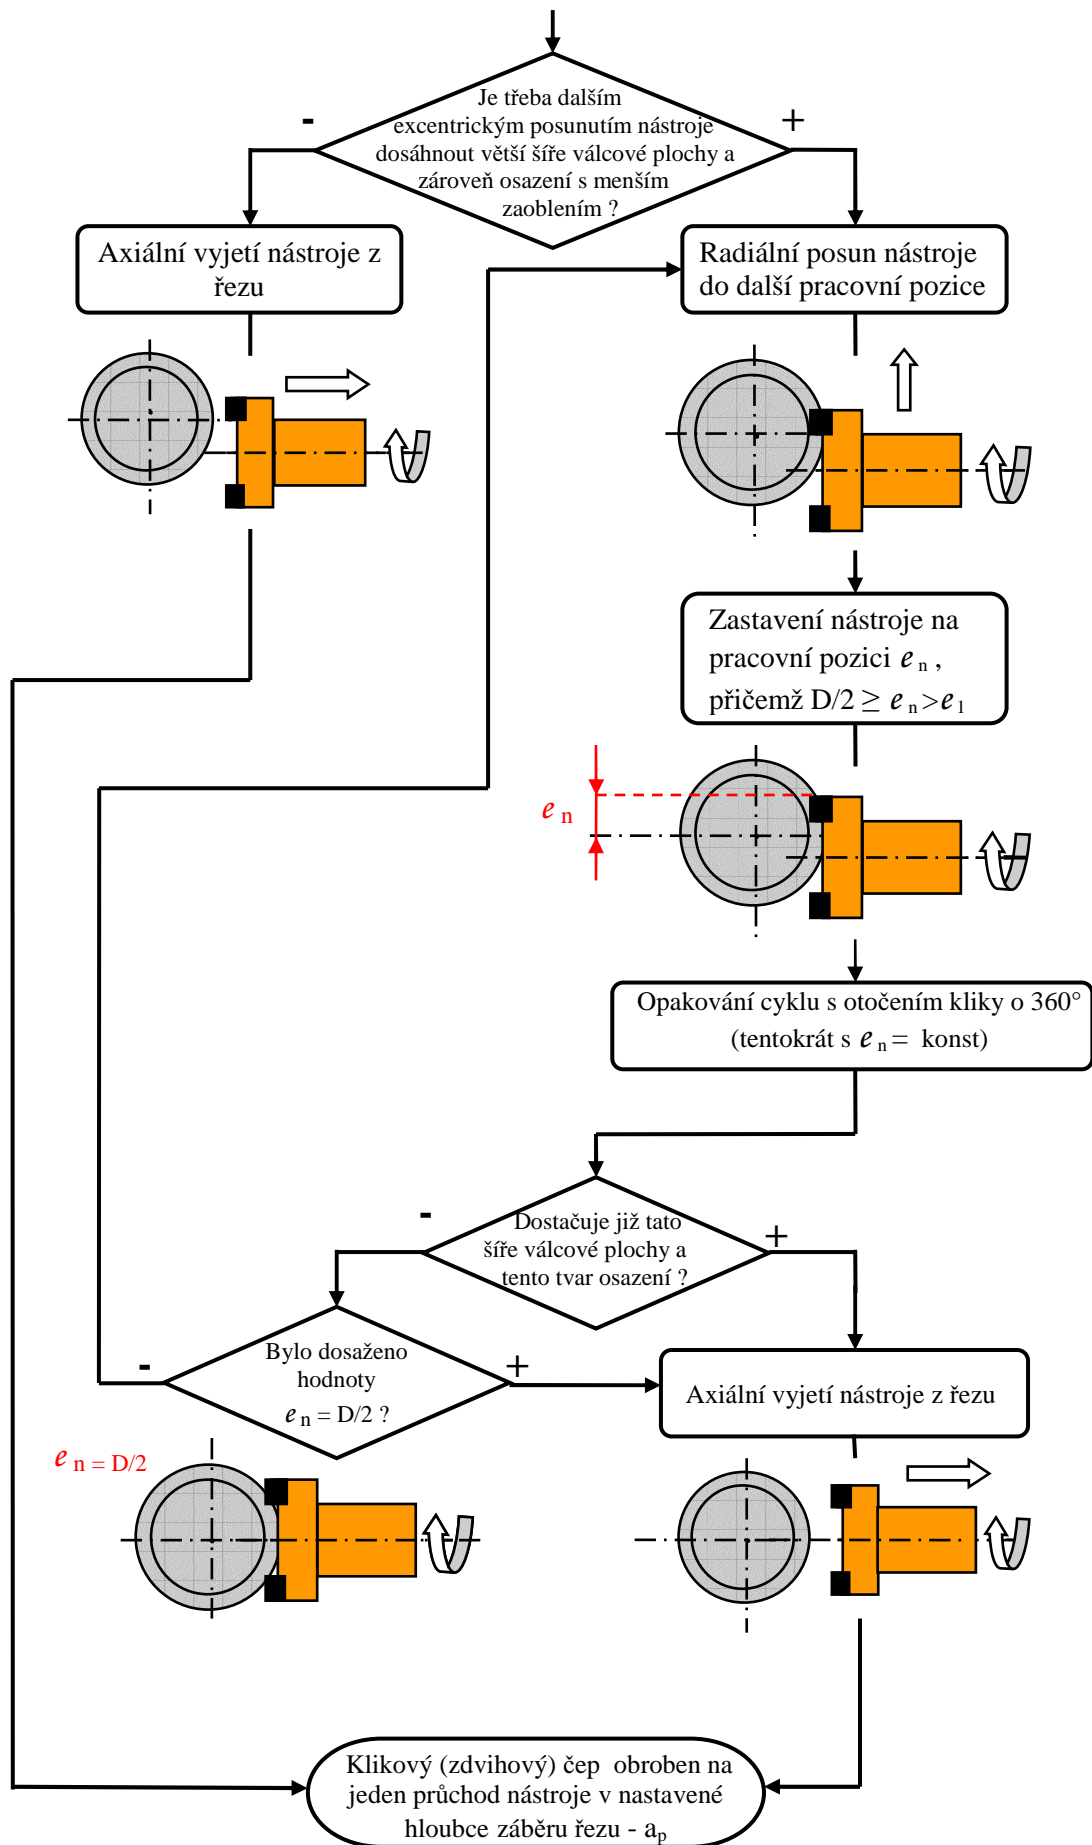 Je třeba dalším
excentrickým posunutím nástroje
dosáhnout větší šíře válcové plochy a
zároveň osazení s menším
zaoblením ?
-
+
Axiální vyjetí nástroje z
řezu
Radiální posun nástroje
do další pracovní pozice
Zastavení nástroje na
pracovní pozici e n ,
přičemž D/2 ≥ e n > e 1
e n
Opakování cyklu s otočením kliky o 360°
(tentokrát s e n = konst)
-
+
Dostačuje již tato
šíře válcové plochy a
tento tvar osazení ?
-
+
Bylo dosaženo
hodnoty
e n = D/2 ?
Axiální vyjetí nástroje z řezu
e n = D/2
Klikový (zdvihový) čep obroben na
jeden průchod nástroje v nastavené
hloubce záběru řezu - ap